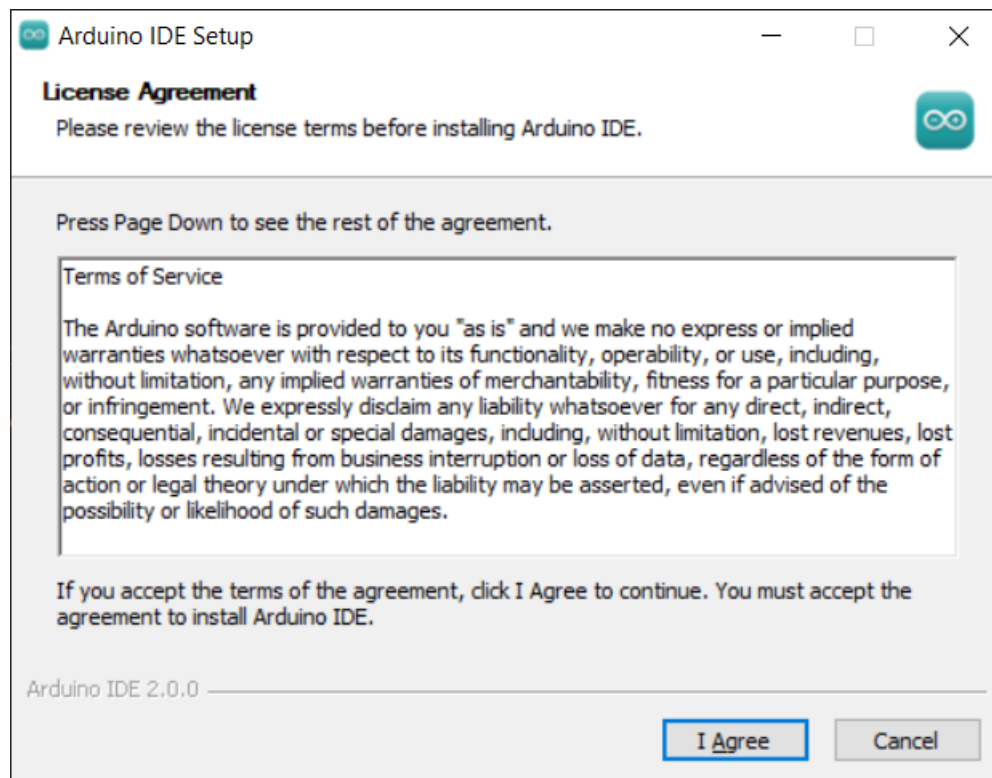 Arduino IDE Setup
License Agreement
Please review the license terms before installing Arduino IDE.
Press Page Down to see the rest of the agreement.
Terms of Service
The Arduino software is provided to you "as is" and we make no express or implied
warranties whatsoever with respect to its functionality, operability, or use, including,
without limitation, any implied warranties of merchantability, fitness for a particular purpose,
or infringement. We expressly disclaim any liability whatsoever for any direct, indirect,
consequential, incidental or special damages, including, without limitation, lost revenues, lost
profits, losses resulting from business interruption or loss of data, regardless of the form of
action or legal theory under which the liability may be asserted, even if advised of the
possibility or likelihood of such damages.
If you accept the terms of the agreement, click I Agree to continue. You must accept the
agreement to install Arduino IDE.
Arduino IDE 2.0.0
I Agree
Cancel